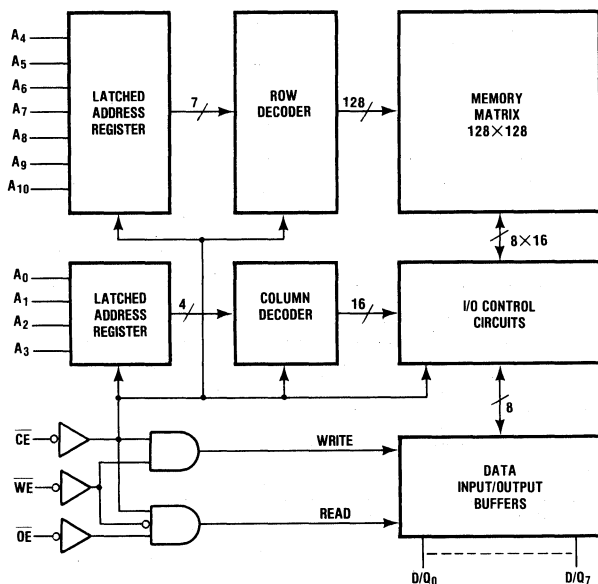 A4
A5
A6
A7
A8
A9
A10
LATCHED
ADDRESS
REGISTER
7
ROW
DECODER
128
MEMORY
MATRIX
128×128
8×16
A0
A1
A2
A3
LATCHED
ADDRESS
REGISTER
4
COLUMN
DECODER
16
I/O CONTROL
CIRCUITS
8
CE
WE
OE
WRITE
READ
DATA
INPUT/OUTPUT
BUFFERS
D/Q0
D/Q7